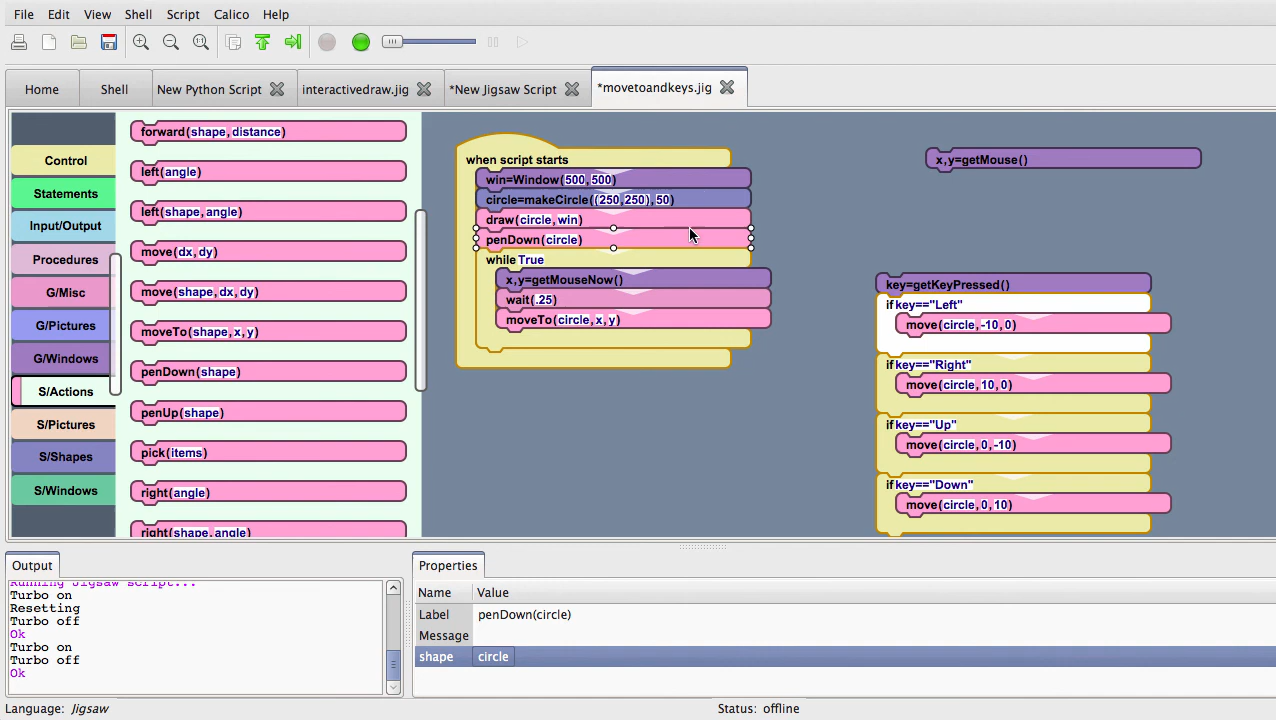 File Edit View Shell Script Calico Help
Home Shell New Python Script interactivedraw.jig *New Jigsaw Script *movetoandkeys.jig
Control
Statements
Input/Output
Procedures
G/Misc
G/Pictures
G/Windows
S/Actions
S/Pictures
S/Shapes
S/Windows
forward(shape,distance)
left(angle)
left(shape,angle)
move(dx,dy)
move(shape,dx,dy)
moveTo(shape,x,y)
penDown(shape)
penUp(shape)
pick(items)
right(angle)
right(shape,angle)
when script starts
win=Window(500,500)
circle=makeCircle((250,250),50)
draw(circle,win)
penDown(circle)
while True
x,y=getMouseNow()
wait(.25)
moveTo(circle,x,y)
x,y=getMouse()
key=getKeyPressed()
if key=="Left"
move(circle,-10,0)
if key=="Right"
move(circle,10,0)
if key=="Up"
move(circle,0,-10)
if key=="Down"
move(circle,0,10)
Output
Running Jigsaw script...
Turbo on
Resetting
Turbo off
Ok
Turbo on
Turbo off
Ok
Properties
Name Value
Label penDown(circle)
Message
shape circle
Language: Jigsaw Status: offline